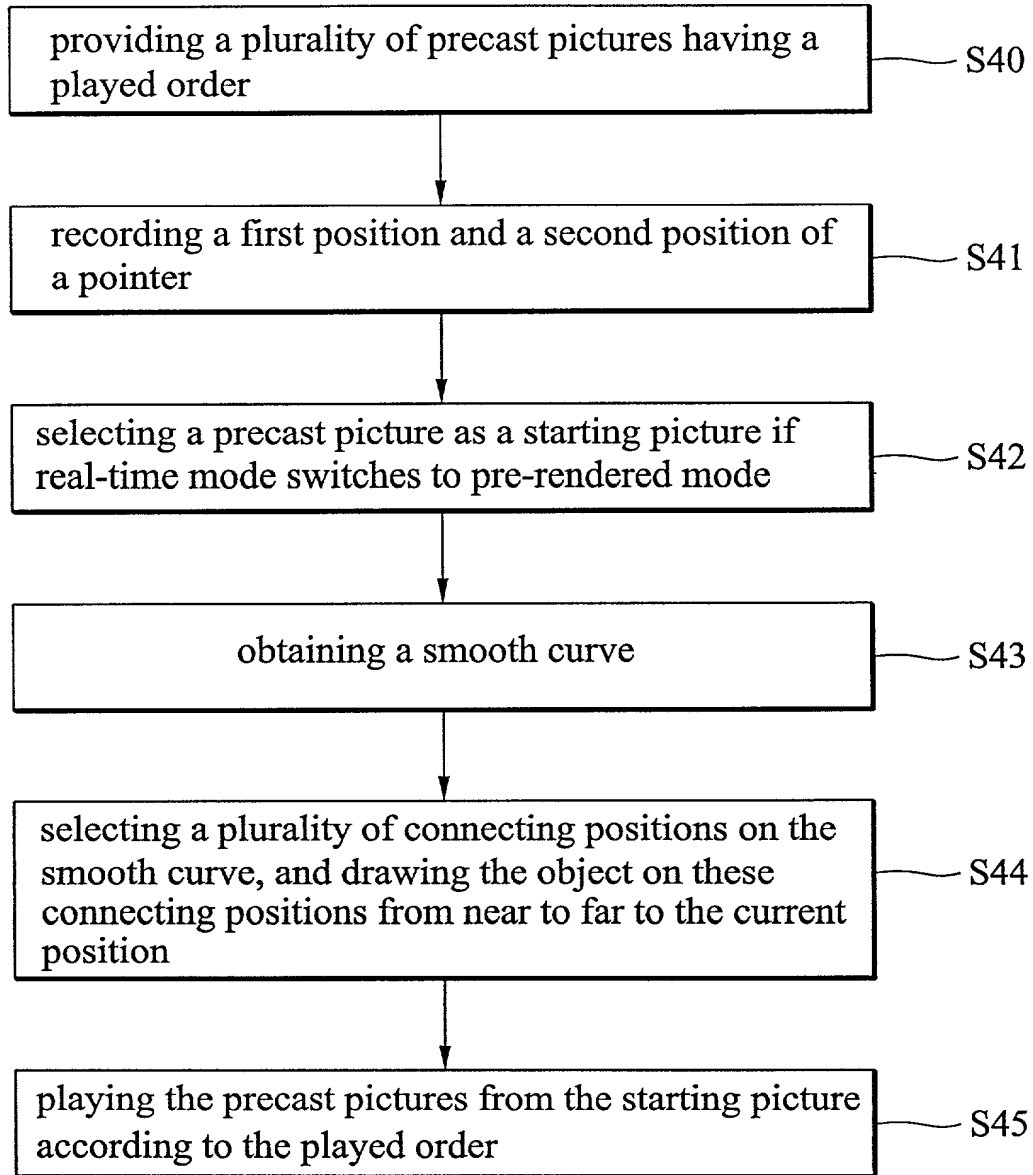 providing a plurality of precast pictures having a
played order
S40
recording a first position and a second position of
a pointer
S41
selecting a precast picture as a starting picture if
real-time mode switches to pre-rendered mode
S42
obtaining a smooth curve
S43
selecting a plurality of connecting positions on the
smooth curve, and drawing the object on these
connecting positions from near to far to the current
position
S44
playing the precast pictures from the starting picture
according to the played order
S45